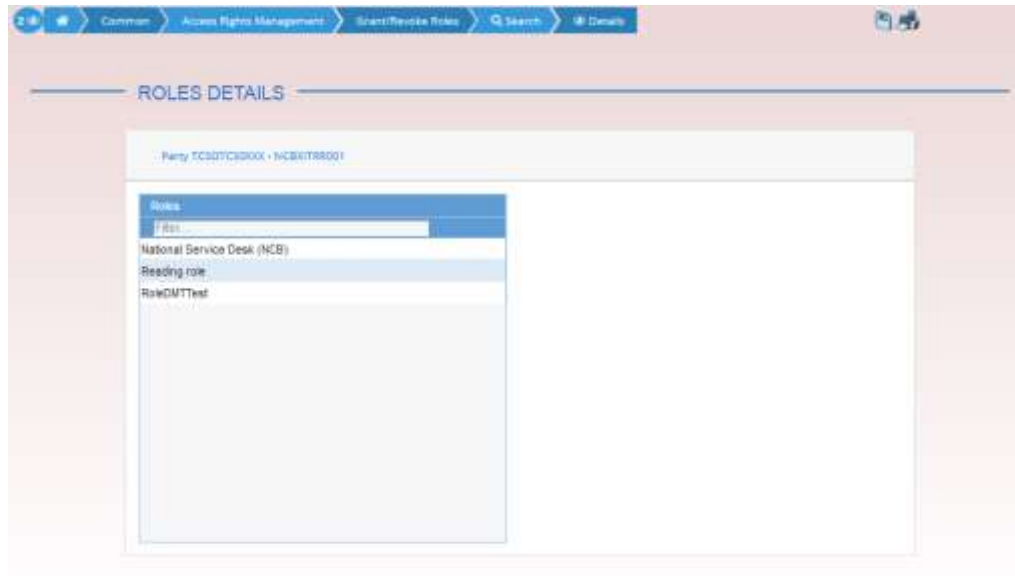 Common Access Rights Management Grant/Revoke Roles Search Details
ROLES DETAILS
Party
Roles
Filter...
National Service Desk (NCB)
Reading role
RoleDMTTest